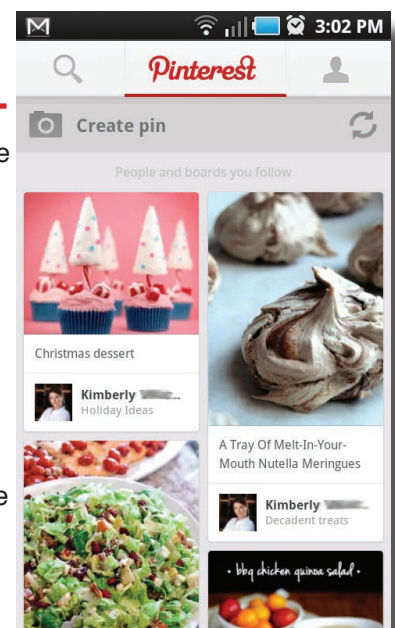 3:02 PM
Pinterest
Create pin
People and boards you follow
Christmas dessert
Kimberly
Holiday Ideas
A Tray Of Melt-In-Your-
Mouth Nutella Meringues
Kimberly
Decadent treats
• bbq chicken quinoa salad •
e
e